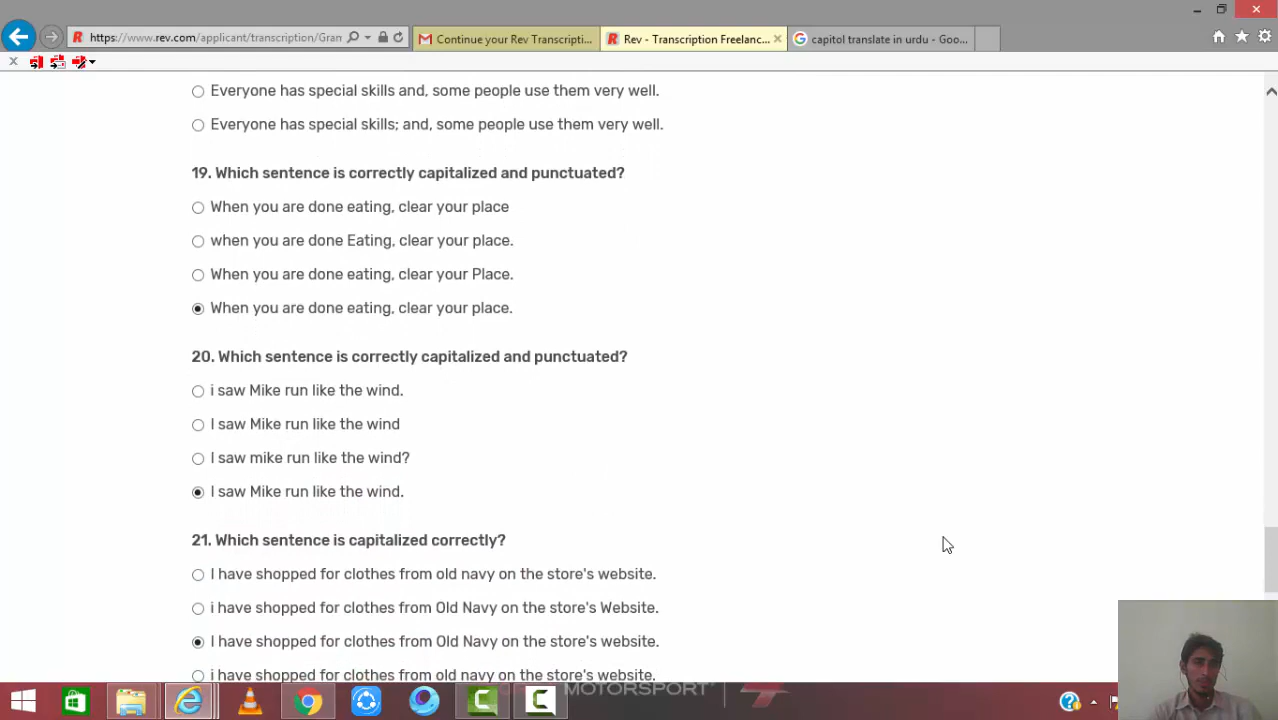 https://www.rev.com/applicant/transcription/Gran
Continue your Rev Transcripti...
Rev - Transcription Freelanc...
capitol translate in urdu - Goo...
Everyone has special skills and, some people use them very well.
Everyone has special skills; and, some people use them very well.
19. Which sentence is correctly capitalized and punctuated?
When you are done eating, clear your place
when you are done Eating, clear your place.
When you are done eating, clear your Place.
When you are done eating, clear your place.
20. Which sentence is correctly capitalized and punctuated?
i saw Mike run like the wind.
I saw Mike run like the wind
I saw mike run like the wind?
I saw Mike run like the wind.
21. Which sentence is capitalized correctly?
I have shopped for clothes from old navy on the store's website.
i have shopped for clothes from Old Navy on the store's Website.
I have shopped for clothes from Old Navy on the store's website.
i have shopped for clothes from old navy on the store's website.
MOTORSPORT